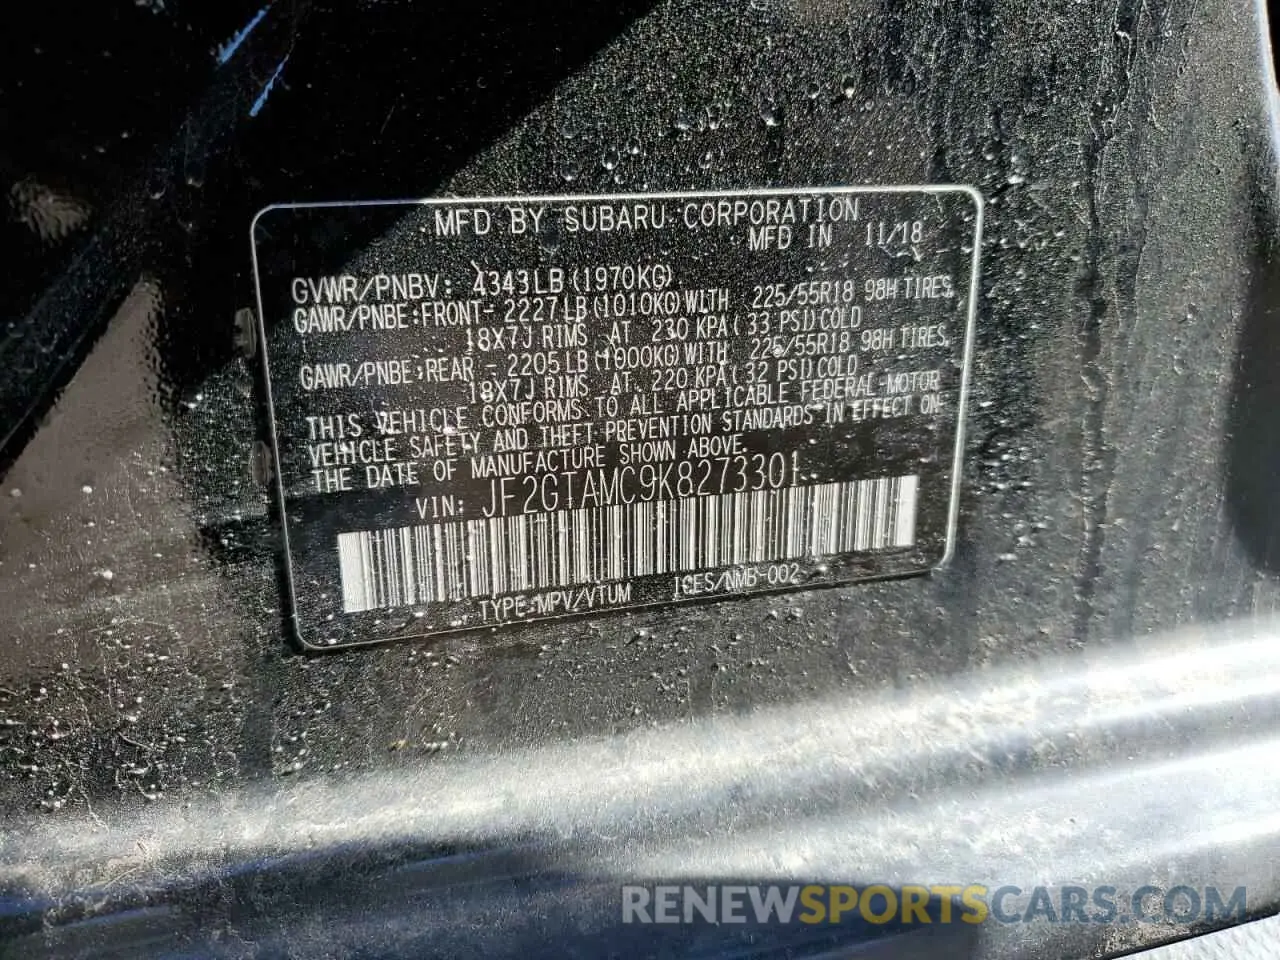 MFD BY SUBARU CORPORATION
MFD IN 11/18
GVWR/PNBV: 4343LB(1970KG)
GAWR/PNBE:FRONT- 2227LB(1010KG)WITH 225/55R18 98H TIRES,
18X7J RIMS AT 230 KPA(33 PSI)COLD
GAWR/PNBE:REAR - 2205LB(1000KG)WITH 225/55R18 98H TIRES,
18X7J RIMS AT 220 KPA(32 PSI)COLD
THIS VEHICLE CONFORMS TO ALL APPLICABLE FEDERAL MOTOR
VEHICLE SAFETY AND THEFT PREVENTION STANDARDS IN EFFECT ON
THE DATE OF MANUFACTURE SHOWN ABOVE.
VIN: JF2GTAMC9K8273301
TYPE:MPV/VTUM ICES/NMB-002
RENEWSPORTSCARS.COM